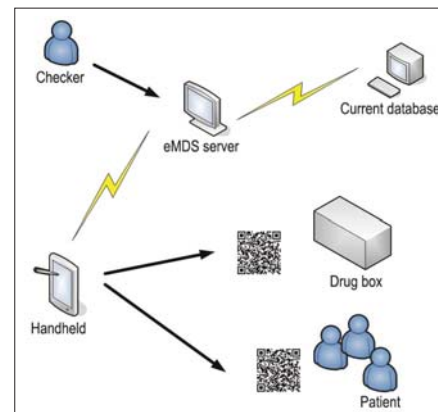 Checker
eMDS server
Current database
Handheld
Drug box
Patient